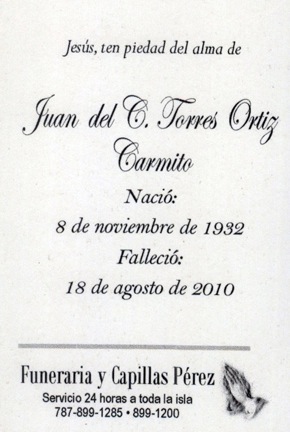 Jesús, ten piedad del alma de
Juan del C. Torres Ortiz
Carmito
Nació:
8 de noviembre de 1932
Falleció:
18 de agosto de 2010
Funeraria y Capillas Pérez
Servicio 24 horas a toda la isla
787-899-1285 • 899-1200